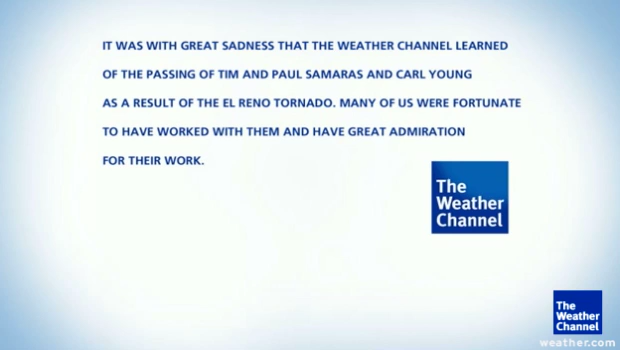 IT WAS WITH GREAT SADNESS THAT THE WEATHER CHANNEL LEARNED
OF THE PASSING OF TIM AND PAUL SAMARAS AND CARL YOUNG
AS A RESULT OF THE EL RENO TORNADO. MANY OF US WERE FORTUNATE
TO HAVE WORKED WITH THEM AND HAVE GREAT ADMIRATION
FOR THEIR WORK.
The
Weather
Channel
The
Weather
Channel
weather.com